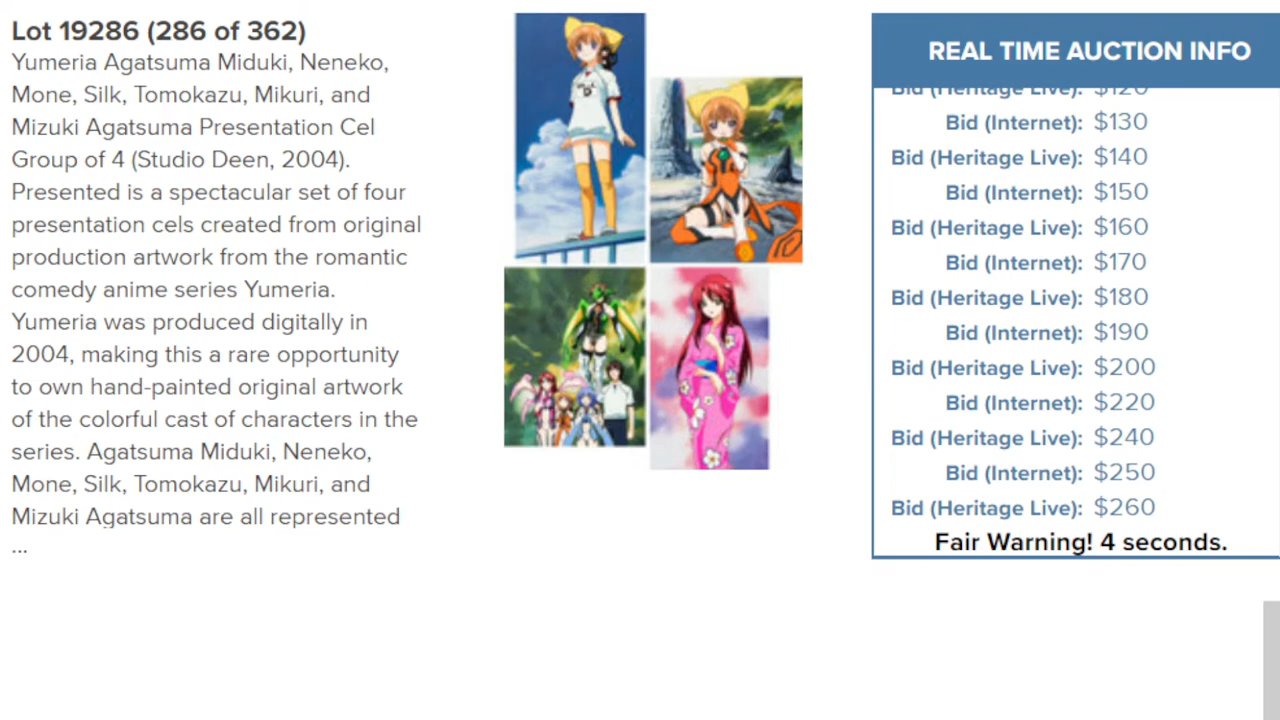 Lot 19286 (286 of 362)
Yumeria Agatsuma Miduki, Neneko,
Mone, Silk, Tomokazu, Mikuri, and
Mizuki Agatsuma Presentation Cel
Group of 4 (Studio Deen, 2004).
Presented is a spectacular set of four
presentation cels created from original
production artwork from the romantic
comedy anime series Yumeria.
Yumeria was produced digitally in
2004, making this a rare opportunity
to own hand-painted original artwork
of the colorful cast of characters in the
series. Agatsuma Miduki, Neneko,
Mone, Silk, Tomokazu, Mikuri, and
Mizuki Agatsuma are all represented
...
REAL TIME AUCTION INFO
Bid (Heritage Live): $120
Bid (Internet): $130
Bid (Heritage Live): $140
Bid (Internet): $150
Bid (Heritage Live): $160
Bid (Internet): $170
Bid (Heritage Live): $180
Bid (Internet): $190
Bid (Heritage Live): $200
Bid (Internet): $220
Bid (Heritage Live): $240
Bid (Internet): $250
Bid (Heritage Live): $260
Fair Warning! 4 seconds.